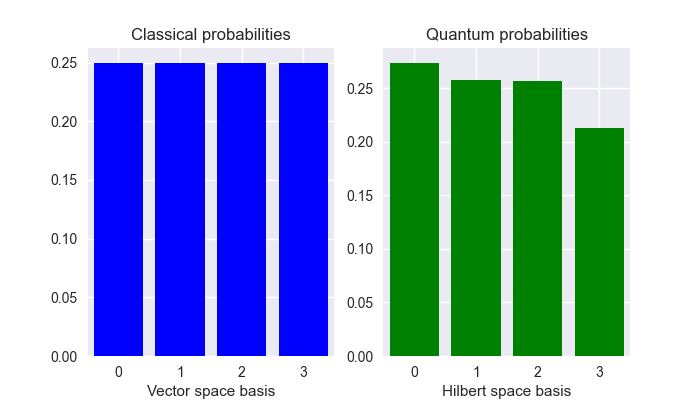 Classical probabilities
0.25
0.20
0.15
0.10
0.05
0.00
0 1 2 3
Vector space basis
Quantum probabilities
0.25
0.20
0.15
0.10
0.05
0.00
0 1 2 3
Hilbert space basis